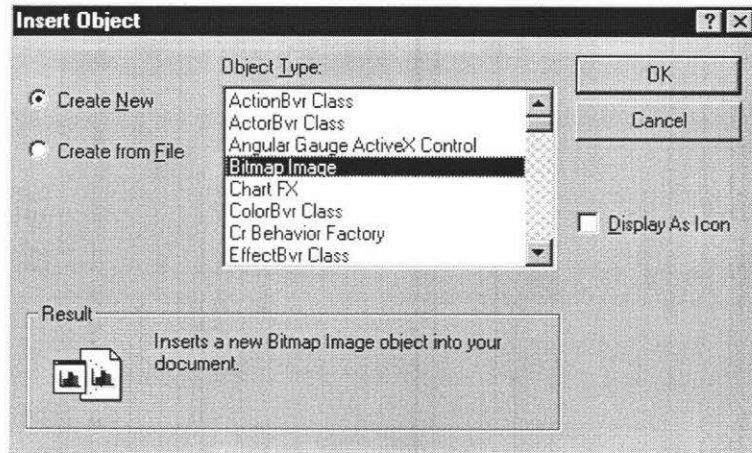 Insert Object
Object Type:
Create New
Create from File
ActionBvr Class
ActorBvr Class
Angular Gauge ActiveX Control
Bitmap Image
Chart FX
ColorBvr Class
Cr Behavior Factory
EffectBvr Class
OK
Cancel
Display As Icon
Result
Inserts a new Bitmap Image object into your
document.